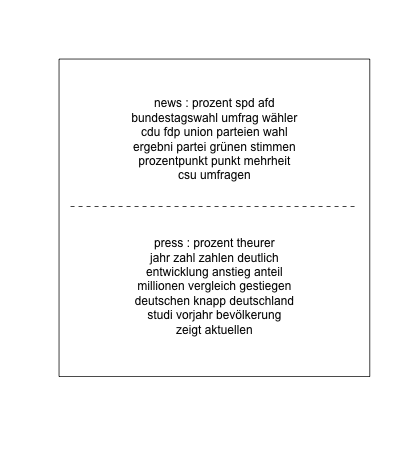 news : prozent spd afd
bundestagswahl umfrag wähler
cdu fdp union parteien wahl
ergebni partei grünen stimmen
prozentpunkt punkt mehrheit
csu umfragen
press : prozent theurer
jahr zahl zahlen deutlich
entwicklung anstieg anteil
millionen vergleich gestiegen
deutschen knapp deutschland
studi vorjahr bevölkerung
zeigt aktuellen